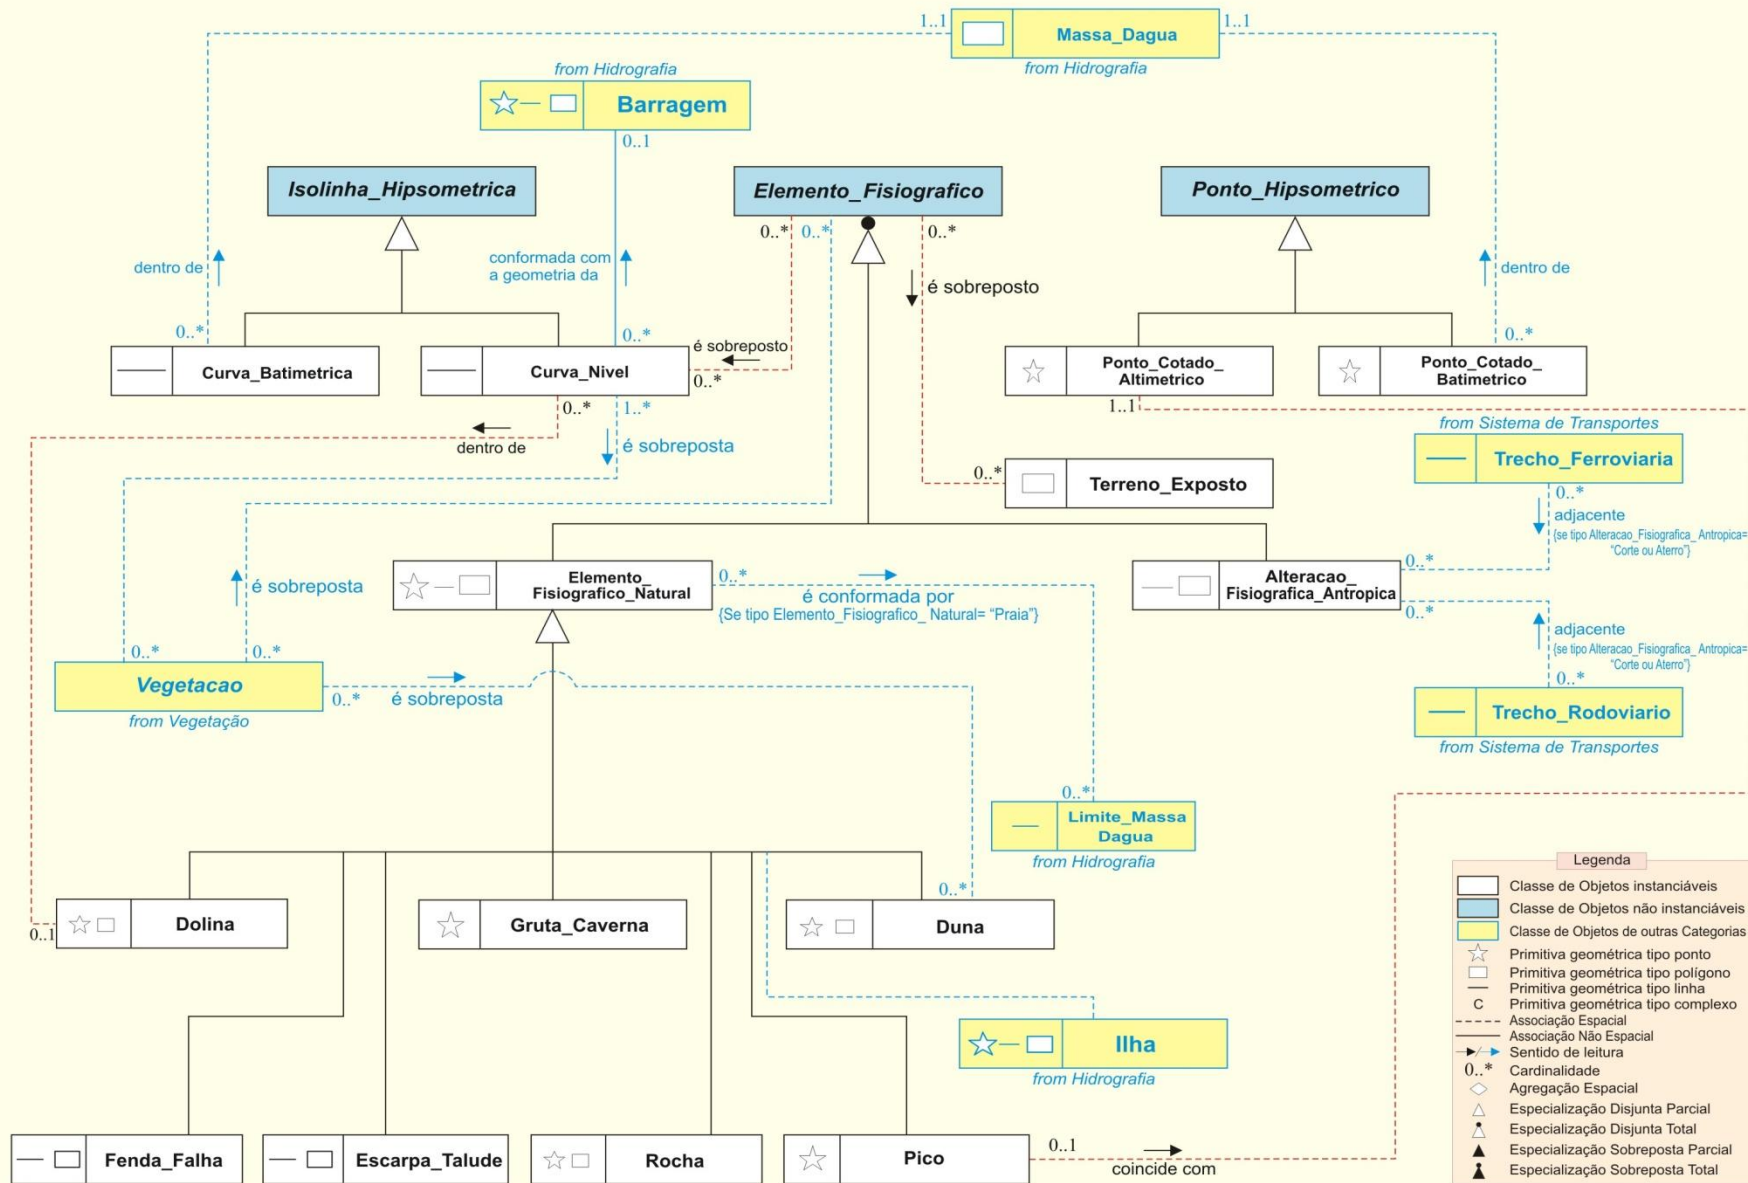 1..1
Massa_Dagua
1..1
from Hidrografia
from Hidrografia
Barragem
0..1
Isolinha_Hipsometrica
Elemento_Fisiografico
Ponto_Hipsometrico
0..*
0..*
0..*
dentro de
conformada com
a geometria da
é sobreposto
dentro de
0..*
0..*
é sobreposto
0..*
Curva_Batimetrica
Curva_Nivel
0..*
Ponto_Cotado_
Altimetrico
Ponto_Cotado_
Batimetrico
0..*
1..*
1..1
dentro de
é sobreposta
from Sistema de Transportes
Trecho_Ferroviaria
0..*
Terreno_Exposto
0..*
adjacente
{se tipo Alteracao_Fisiografica_ Antropica=
“Corte ou Aterro”}
0..*
é sobreposta
Elemento_
Fisiografico_Natural
0..*
é conformada por
{Se tipo Elemento_Fisiografico_ Natural= “Praia”}
Alteracao_
Fisiografica_Antropica
0..*
adjacente
{se tipo Alteracao_Fisiografica_ Antropica=
“Corte ou Aterro”}
0..*
0..*
0..*
Vegetacao
0..*
é sobreposta
from Vegetação
Trecho_Rodoviario
from Sistema de Transportes
0..*
Limite_Massa
Dagua
from Hidrografia
0..*
0..1
Dolina
Gruta_Caverna
Duna
Ilha
from Hidrografia
Fenda_Falha
Escarpa_Talude
Rocha
Pico
0..1
coincide com
Legenda
Classe de Objetos instanciáveis
Classe de Objetos não instanciáveis
Classe de Objetos de outras Categorias
Primitiva geométrica tipo ponto
Primitiva geométrica tipo polígono
Primitiva geométrica tipo linha
C Primitiva geométrica tipo complexo
Associação Espacial
Associação Não Espacial
Sentido de leitura
0..* Cardinalidade
Agregação Espacial
Especialização Disjunta Parcial
Especialização Disjunta Total
Especialização Sobreposta Parcial
Especialização Sobreposta Total